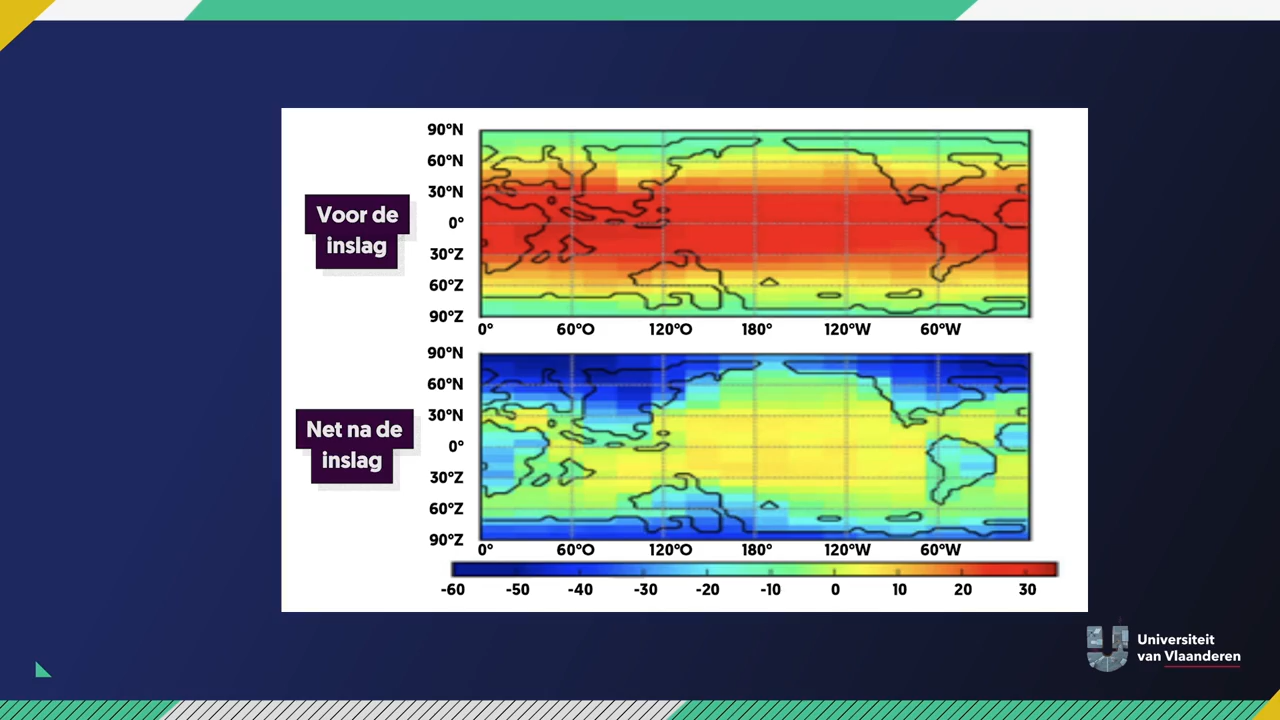 Voor de
inslag
90°N
60°N
30°N
0°
30°Z
60°Z
90°Z
0°
60°O
120°O
180°
120°W
60°W
Net na de
inslag
90°N
60°N
30°N
0°
30°Z
60°Z
90°Z
0°
60°O
120°O
180°
120°W
60°W
-60
-50
-40
-30
-20
-10
0
10
20
30
Universiteit
van Vlaanderen